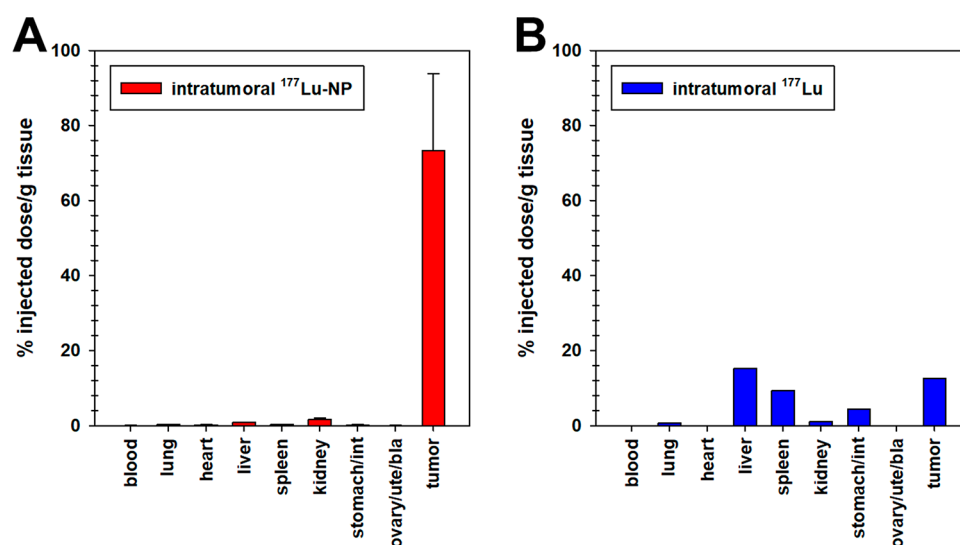 A
% injected dose/g tissue
100
80
60
40
20
0
intratumoral ¹⁷⁷Lu-NP
blood
lung
heart
liver
spleen
kidney
stomach/int
ovary/ute/bla
tumor
B
% injected dose/g tissue
100
80
60
40
20
0
intratumoral ¹⁷⁷Lu
blood
lung
heart
liver
spleen
kidney
stomach/int
ovary/ute/bla
tumor